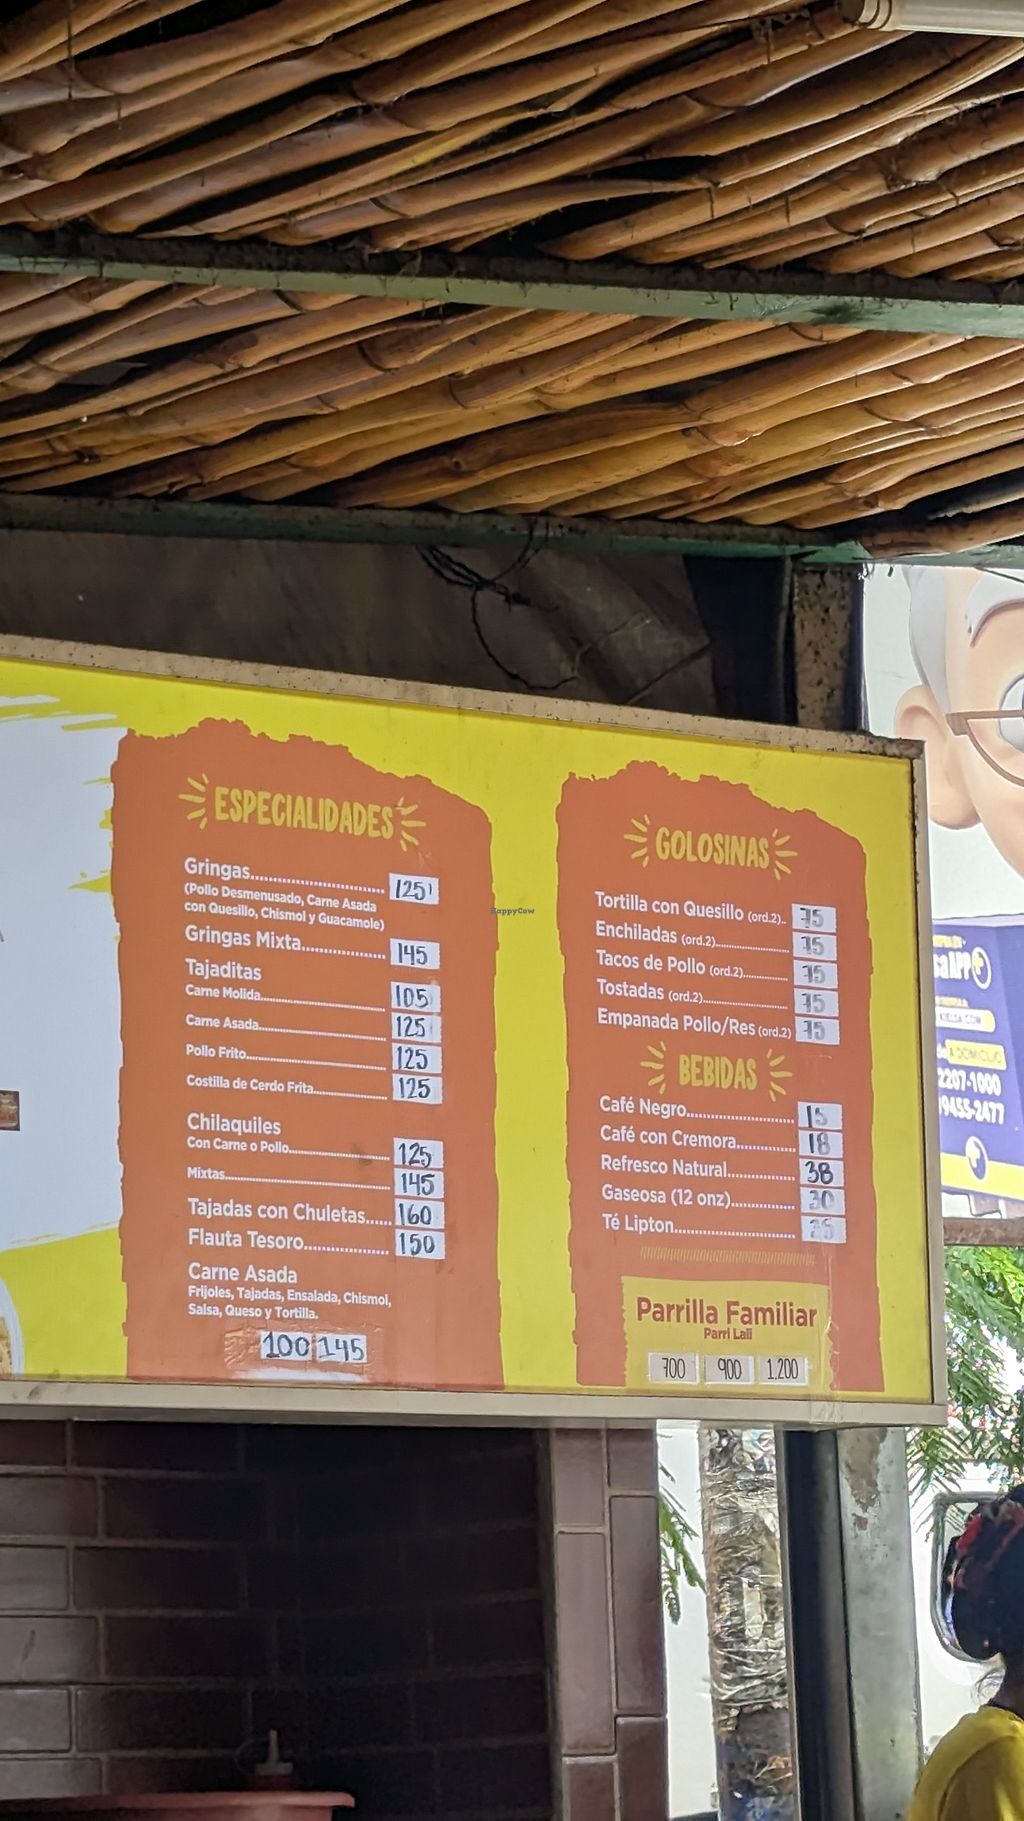 ESPECIALIDADES
Gringas................................ 125
(Pollo Desmenusado, Carne Asada
con Quesillo, Chismol y Guacamole)
Gringas Mixta.................... 145
Tajaditas
Carne Molida.............................. 105
Carne Asada.............................. 125
Pollo Frito.................................. 125
Costilla de Cerdo Frita................. 125
Chilaquiles
Con Carne o Pollo........................ 125
Mixtas........................................ 145
Tajadas con Chuletas...... 160
Flauta Tesoro.................... 150
Carne Asada
Frijoles, Tajadas, Ensalada, Chismol,
Salsa, Queso y Tortilla.
100 145
GOLOSINAS
Tortilla con Quesillo (ord.2).. 75
Enchiladas (ord.2)...................... 75
Tacos de Pollo (ord.2)............. 75
Tostadas (ord.2)......................... 75
Empanada Pollo/Res (ord.2) 75
BEBIDAS
Café Negro......................... 15
Café con Cremora............. 18
Refresco Natural................ 38
Gaseosa (12 onz)............... 30
Té Lipton............................
Parrilla Familiar
Parri Lali
700 900 1,200
HappyCow
APP
KIELSA.COM
A DOMICILIO
2207-1000
9455-2477